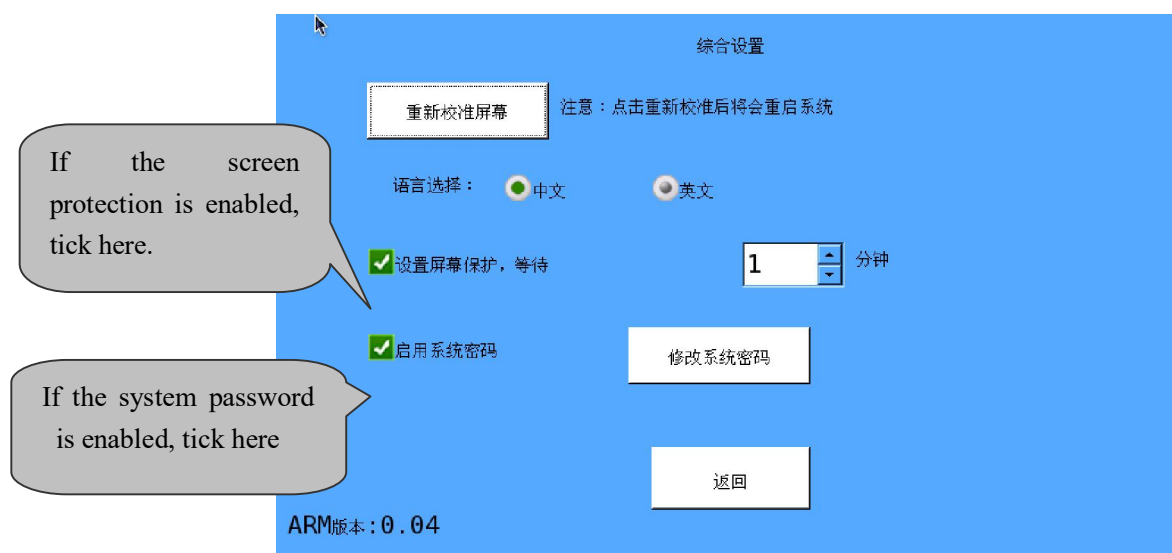 综合设置
重新校准屏幕
注意：点击重新校准后将会重启系统
If the screen
protection is enabled,
tick here.
语言选择：
中文
英文
设置屏幕保护，等待
1
分钟
启用系统密码
修改系统密码
If the system password
is enabled, tick here
返回
ARM版本:0.04